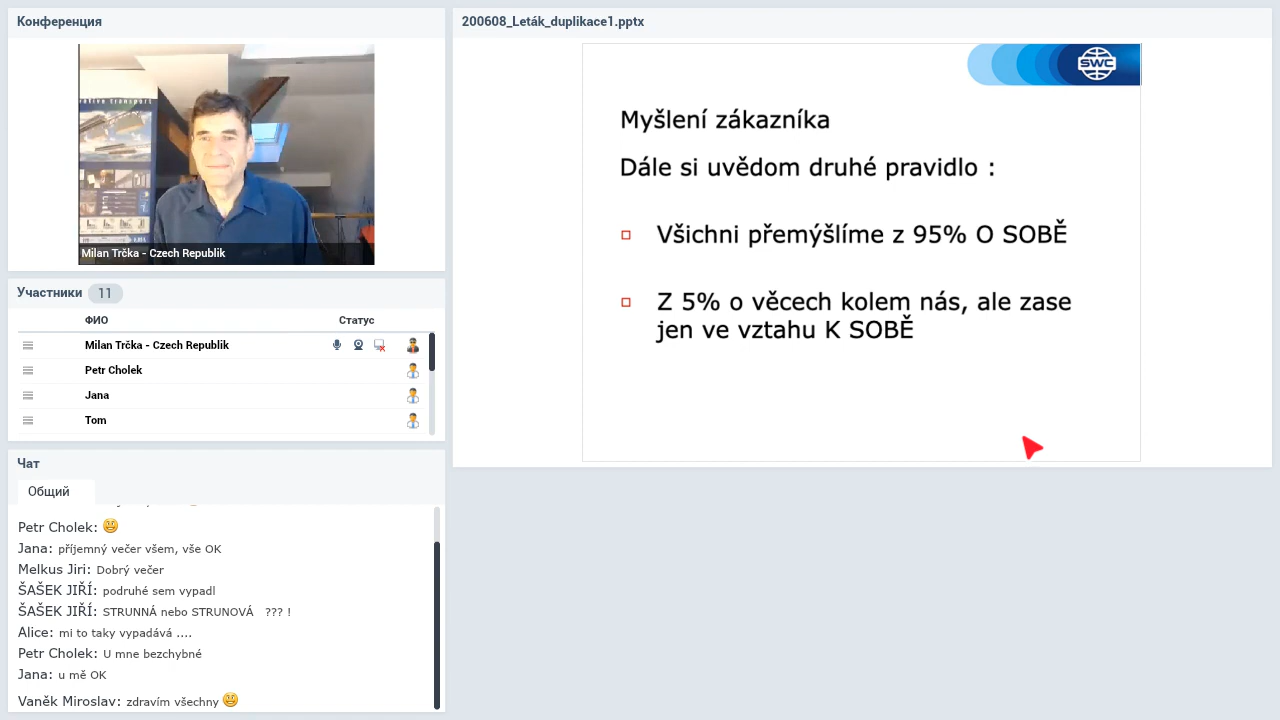 Конференция
ative transport
Milan Trčka - Czech Republik
Участники 11
ФИО Статус
Milan Trčka - Czech Republik
Petr Cholek
Jana
Tom
Чат
Общий
Petr Cholek:
Jana: příjemný večer všem, vše OK
Melkus Jiri: Dobrý večer
ŠAŠEK JIŘÍ: podruhé sem vypadl
ŠAŠEK JIŘÍ: STRUNNÁ nebo STRUNOVÁ ??? !
Alice: mi to taky vypadává ....
Petr Cholek: U mne bezchybné
Jana: u mě OK
Vaněk Miroslav: zdravím všechny
200608_Leták_duplikace1.pptx
SWC
Myšlení zákazníka
Dále si uvědom druhé pravidlo :
Všichni přemýšlíme z 95% O SOBĚ
Z 5% o věcech kolem nás, ale zase
jen ve vztahu K SOBĚ